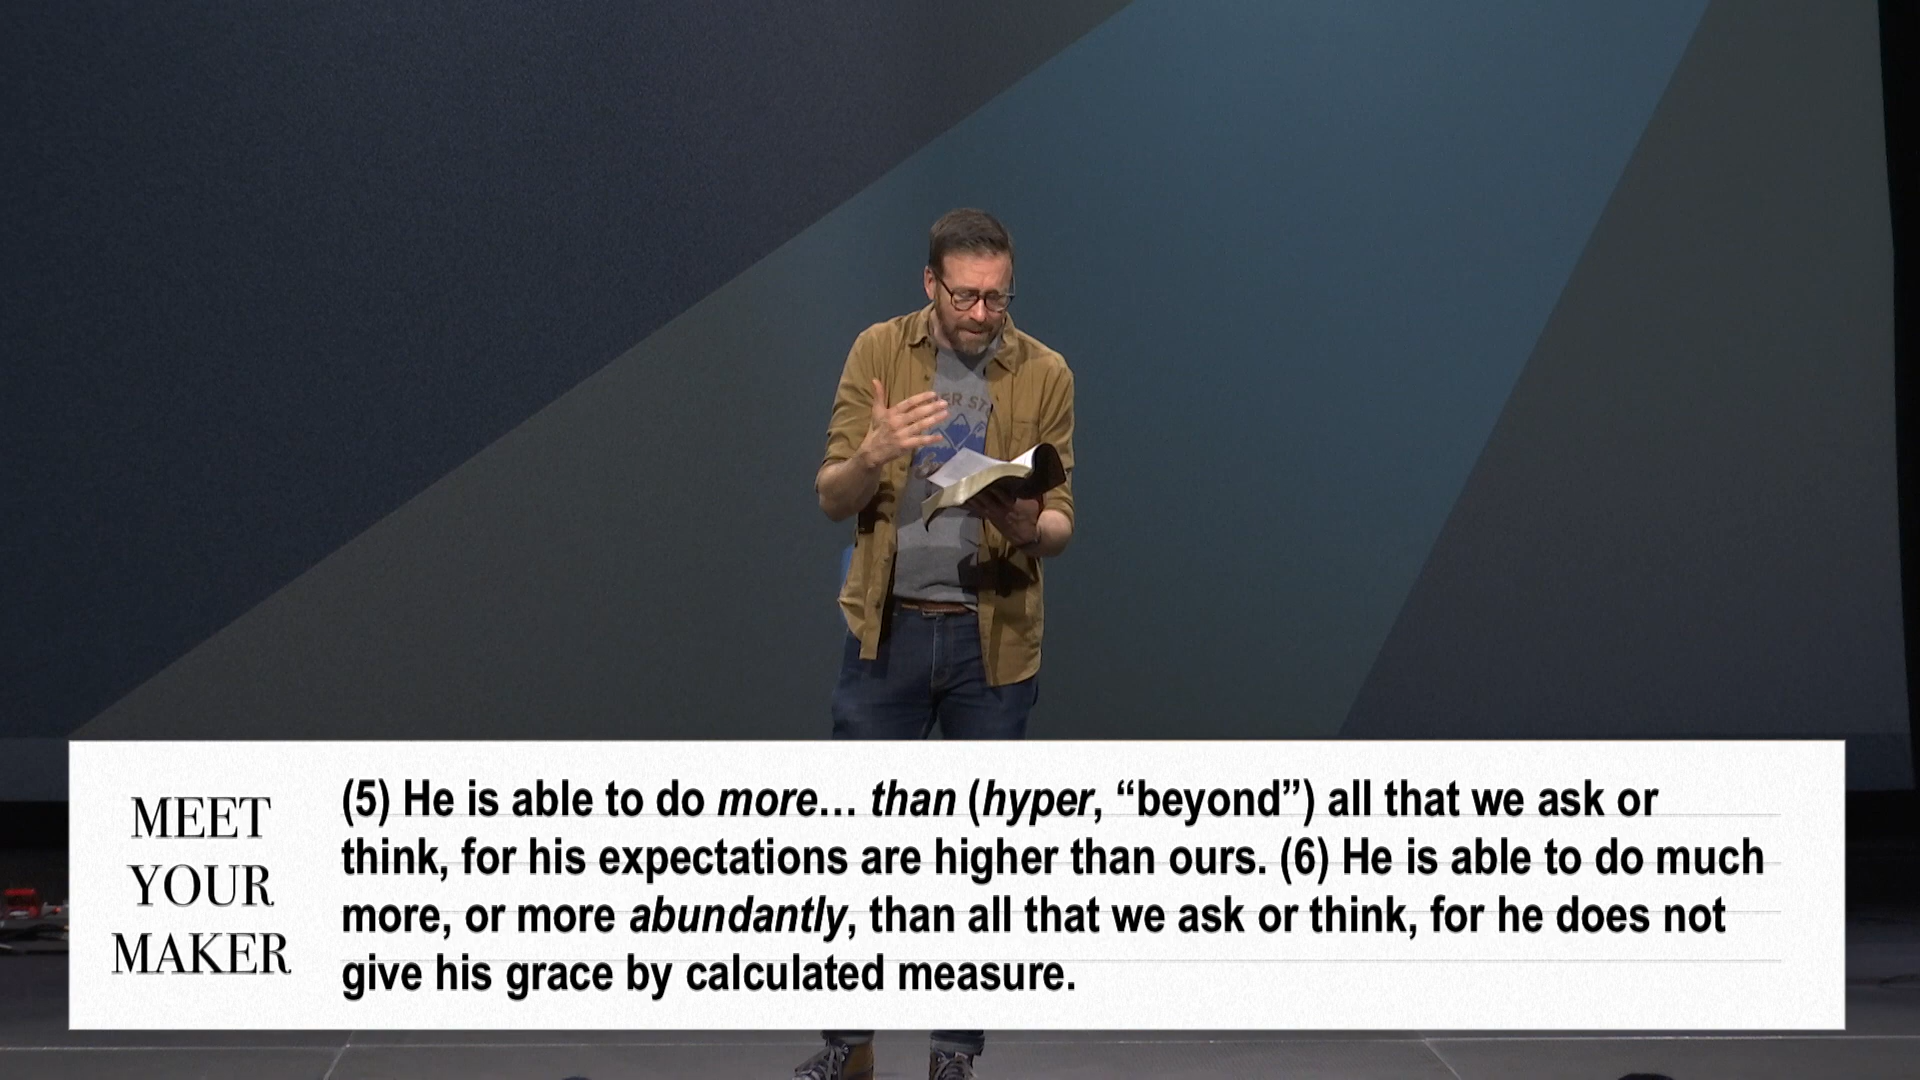 MEET
YOUR
MAKER
(5) He is able to do more… than (hyper, “beyond”) all that we ask or
think, for his expectations are higher than ours. (6) He is able to do much
more, or more abundantly, than all that we ask or think, for he does not
give his grace by calculated measure.